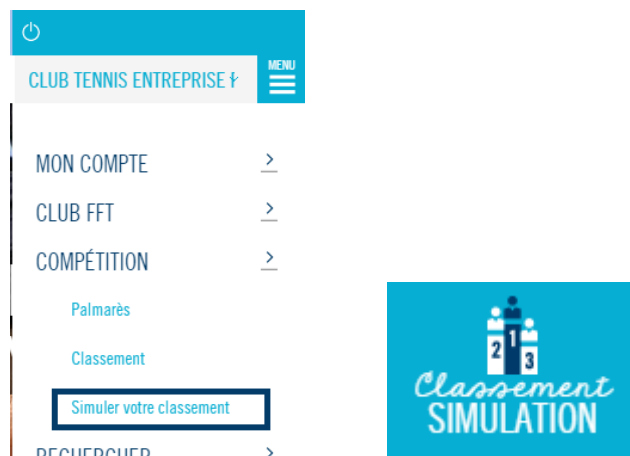 CLUB TENNIS ENTREPRISE
MENU
MON COMPTE
CLUB FFT
COMPÉTITION
Palmarès
Classement
Simuler votre classement
RECHERCHER
2 1 3
Classement
SIMULATION